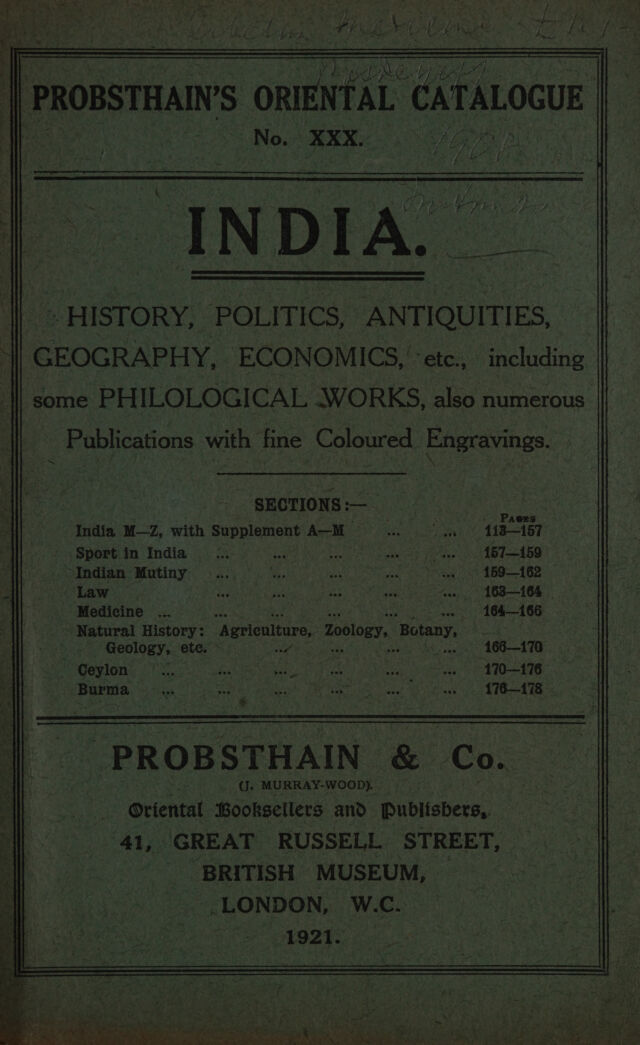 PROBSTHAIN'S ORIENTAL CATALOGUE
No. XXX.
1908
INDIA.
HISTORY, POLITICS, ANTIQUITIES,
GEOGRAPHY, ECONOMICS, etc., including
some PHILOLOGICAL WORKS, also numerous
Publications with fine Coloured Engravings.
SECTIONS:—
PAGES
India M—Z, with Supplement A—M ... ... 113—157
Sport in India ... ... ... ... ... 157—159
Indian Mutiny ... ... ... ... ... 159—162
Law ... ... ... ... ... 163—164
Medicine ... ... ... ... ... ... 164—166
Natural History: Agriculture, Zoology, Botany,
Geology, etc. ... ... ... ... 166—170
Ceylon ... ... ... ... ... ... 170—176
Burma ... ... ... ... ... ... 176—178
PROBSTHAIN & Co.
(J. MURRAY-WOOD).
Oriental Booksellers and Publishers,
41, GREAT RUSSELL STREET,
BRITISH MUSEUM,
LONDON, W.C.
1921.